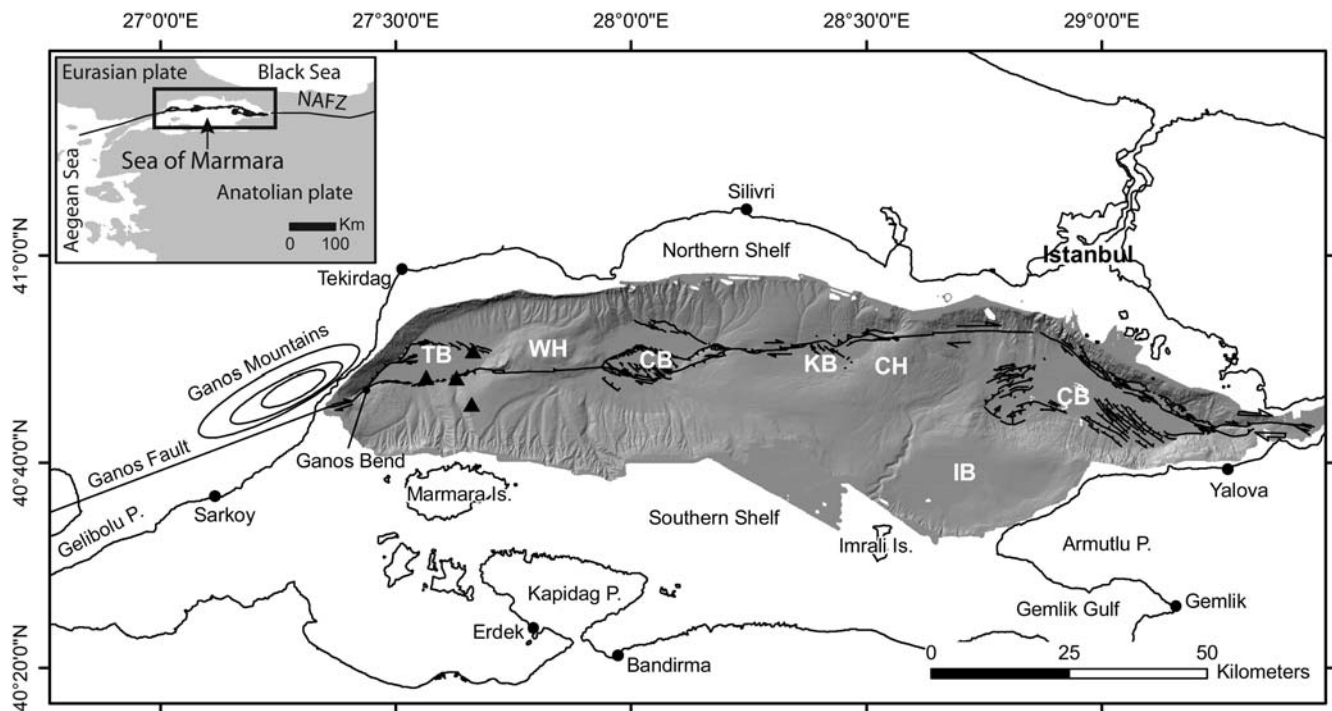 27°0'0"E
27°30'0"E
28°0'0"E
28°30'0"E
29°0'0"E
Eurasian plate
Black Sea
NAFZ
Sea of Marmara
Aegean Sea
Anatolian plate
Km
0 100
41°0'0"N
40°40'0"N
40°20'0"N
Silivri
Northern Shelf
Istanbul
Tekirdag
Ganos Mountains
TB
WH
CB
KB
CH
CB
IB
Ganos Fault
Ganos Bend
Gelibolu P.
Sarkoy
Marmara Is.
Southern Shelf
Imrali Is.
Yalova
Armutlu P.
Kapidag P.
Gemlik Gulf
Gemlik
Erdek
Bandirma
0 25 50
Kilometers